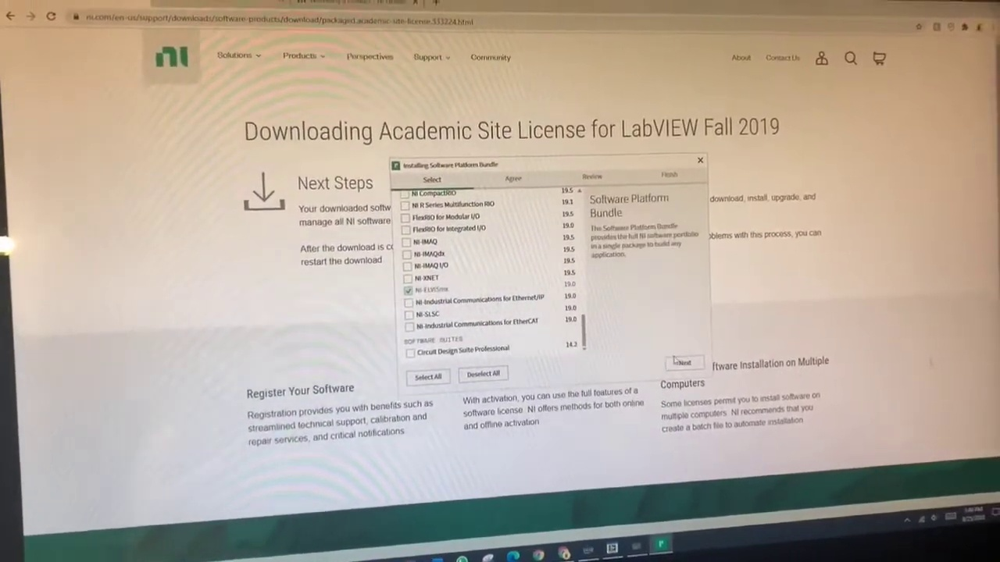 ni.com/en-us/support/downloads/software-products/download/packaged.academic-site-license.333224.html
ni
Solutions
Products
Perspectives
Support
Community
About
Contact Us
Downloading Academic Site License for LabVIEW Fall 2019
Next Steps
Your downloaded softw
manage all NI software
After the download is co
restart the download
download, install, upgrade, and
oblems with this process, you can
Installing Software Platform Bundle
Select
Agree
Review
Finish
NI CompactRIO 19.5
NI R Series Multifunction RIO 19.1
FlexRIO for Modular I/O 19.5
FlexRIO for Integrated I/O 19.0
NI-IMAQ 19.5
NI-IMAQdx 19.5
NI-IMAQ I/O 19.5
NI-XNET 19.5
NI-ELVISmx 19.0
NI-Industrial Communications for Ethernet/IP 19.0
NI-SLSC 19.0
NI-Industrial Communications for EtherCAT 19.0
SOFTWARE SUITES
Circuit Design Suite Professional 14.2
Select All
Deselect All
Software Platform
Bundle
The Software Platform Bundle
provides the full NI software portfolio
in a single package to build any
application.
Next
Register Your Software
Registration provides you with benefits such as
streamlined technical support, calibration and
repair services, and critical notifications
With activation, you can use the full features of a
software license. NI offers methods for both online
and offline activation
ftware Installation on Multiple
Computers
Some licenses permit you to install software on
multiple computers. NI recommends that you
create a batch file to automate installation